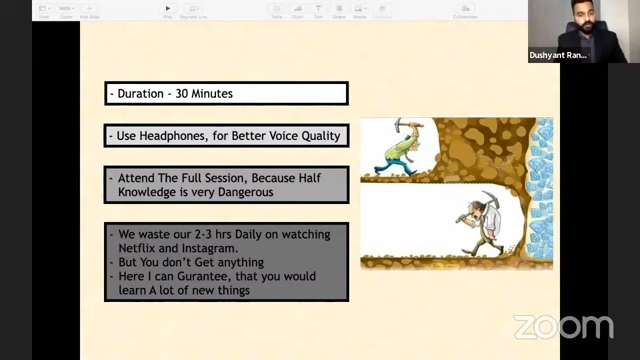 Dushyant Ran...
- Duration - 30 Minutes
- Use Headphones, for Better Voice Quality
- Attend The Full Session, Because Half
Knowledge is very Dangerous
- We waste our 2-3 hrs Daily on watching
Netflix and Instagram.
- But You don't Get anything
- Here I can Gurantee, that you would
learn A lot of new things
zoom